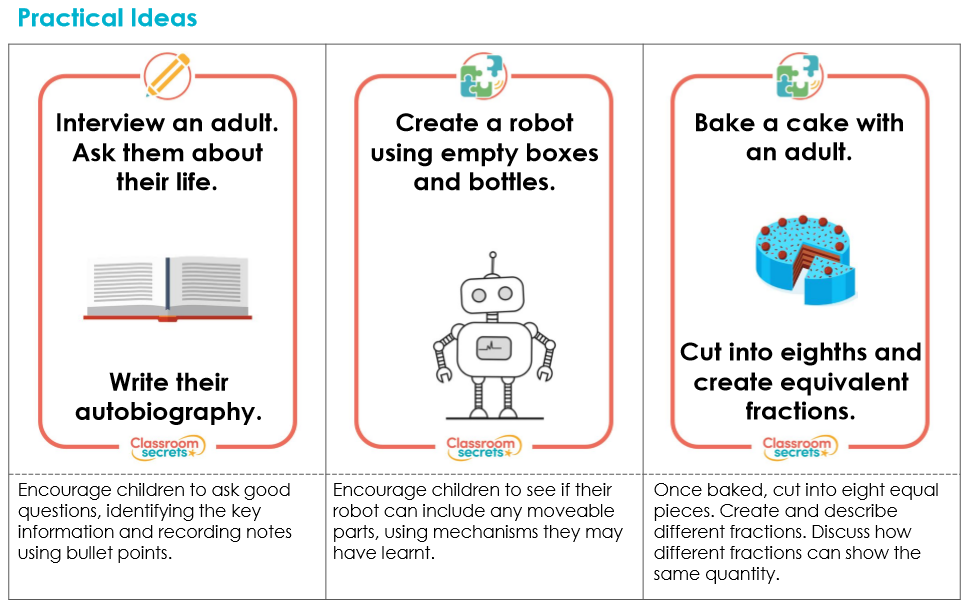 Practical Ideas
Interview an adult.
Ask them about
their life.
Write their
autobiography.
Classroom
secrets
Encourage children to ask good
questions, identifying the key
information and recording notes
using bullet points.
Create a robot
using empty boxes
and bottles.
Classroom
secrets
Encourage children to see if their
robot can include any moveable
parts, using mechanisms they may
have learnt.
Bake a cake with
an adult.
Cut into eighths and
create equivalent
fractions.
Classroom
secrets
Once baked, cut into eight equal
pieces. Create and describe
different fractions. Discuss how
different fractions can show the
same quantity.